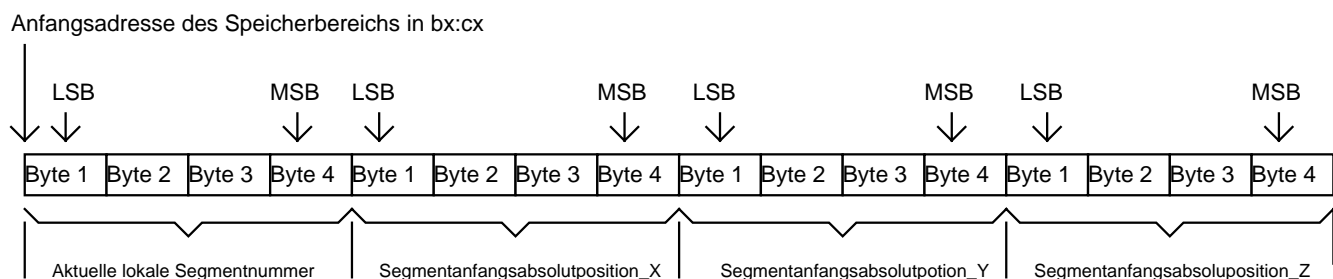 Anfangsadresse des Speicherbereichs in bx:cx
LSB MSB LSB MSB LSB MSB LSB MSB
Byte 1 Byte 2 Byte 3 Byte 4 Byte 1 Byte 2 Byte 3 Byte 4 Byte 1 Byte 2 Byte 3 Byte 4 Byte 1 Byte 2 Byte 3 Byte 4
Aktuelle lokale Segmentnummer Segmentanfangsabsolutposition_X Segmentanfangsabsolutpotion_Y Segmentanfangsabsoluposition_Z